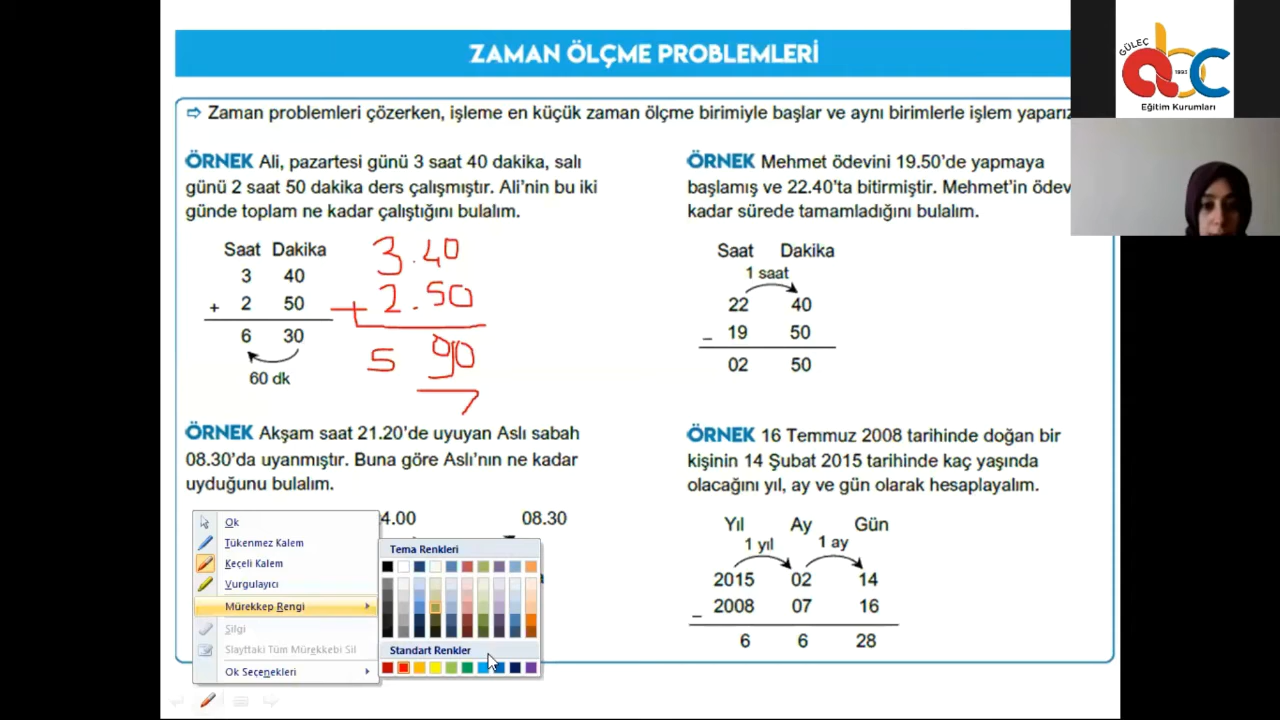 ZAMAN ÖLÇME PROBLEMLERİ
GÜLEÇ
abc
1993
Eğitim Kurumları
⇨ Zaman problemleri çözerken, işleme en küçük zaman ölçme birimiyle başlar ve aynı birimlerle işlem yaparız
ÖRNEK Ali, pazartesi günü 3 saat 40 dakika, salı
günü 2 saat 50 dakika ders çalışmıştır. Ali'nin bu iki
günde toplam ne kadar çalıştığını bulalım.
Saat Dakika
3 40
+ 2 50
6 30
60 dk
3.40
+ 2.50
5 90
ÖRNEK Mehmet ödevini 19.50'de yapmaya
başlamış ve 22.40'ta bitirmiştir. Mehmet'in ödev
kadar sürede tamamladığını bulalım.
Saat Dakika
1 saat
22 40
– 19 50
02 50
ÖRNEK Akşam saat 21.20'de uyuyan Aslı sabah
08.30'da uyanmıştır. Buna göre Aslı'nın ne kadar
uyduğunu bulalım.
4.00 08.30
Ok
Tükenmez Kalem
Keçeli Kalem
Vurgulayıcı
Mürekkep Rengi
Silgi
Slayttaki Tüm Mürekkebi Sil
Ok Seçenekleri
Tema Renkleri
Standart Renkler
ÖRNEK 16 Temmuz 2008 tarihinde doğan bir
kişinin 14 Şubat 2015 tarihinde kaç yaşında
olacağını yıl, ay ve gün olarak hesaplayalım.
Yıl Ay Gün
1 yıl 1 ay
2015 02 14
– 2008 07 16
6 6 28